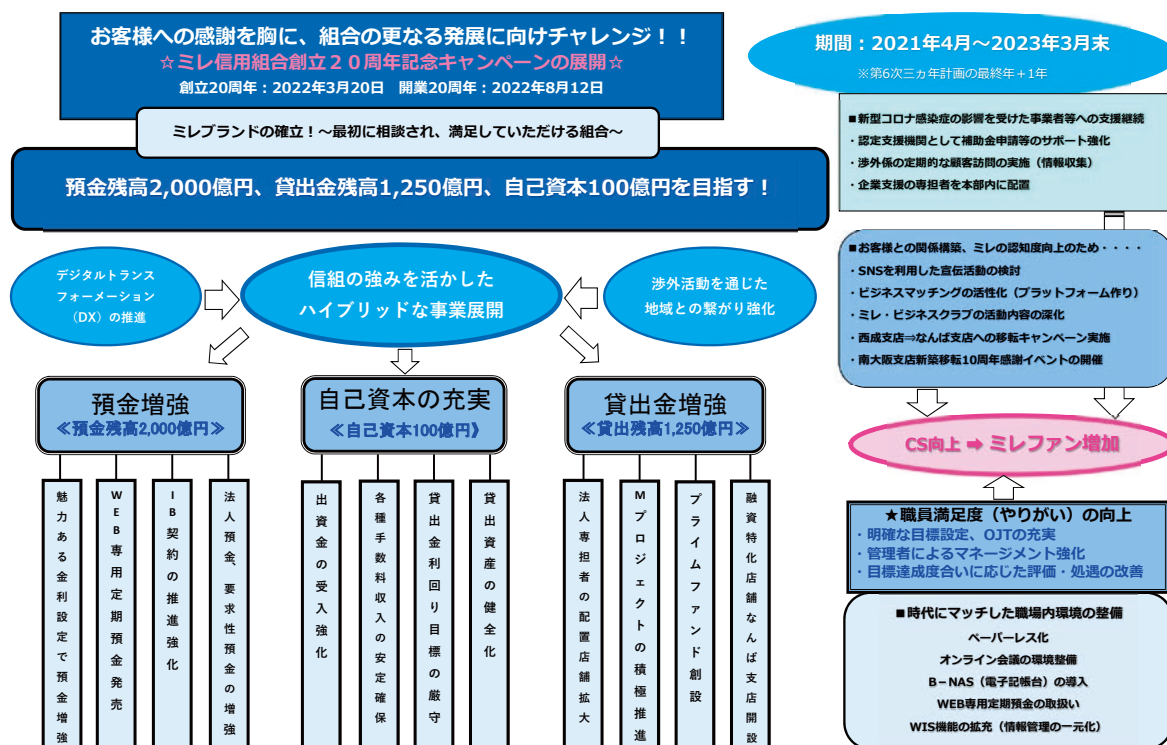 お客様への感謝を胸に、組合の更なる発展に向けチャレンジ！！
☆ミレ信用組合創立２０周年記念キャンペーンの展開☆
創立20周年：2022年3月20日　開業20周年：2022年8月12日
ミレブランドの確立！～最初に相談され、満足していただける組合～
預金残高2,000億円、貸出金残高1,250億円、自己資本100億円を目指す！
期間：2021年4月～2023年3月末
※第6次三ヵ年計画の最終年＋1年
■新型コロナ感染症の影響を受けた事業者等への支援継続
・認定支援機関として補助金申請等のサポート強化
・渉外係の定期的な顧客訪問の実施（情報収集）
・企業支援の専担者を本部内に配置
■お客様との関係構築、ミレの認知度向上のため・・・・
・SNSを利用した宣伝活動の検討
・ビジネスマッチングの活性化（プラットフォーム作り）
・ミレ・ビジネスクラブの活動内容の深化
・西成支店⇒なんば支店への移転キャンペーン実施
・南大阪支店新築移転10周年感謝イベントの開催
デジタルトランス
フォーメーション
（DX）の推進
信組の強みを活かした
ハイブリッドな事業展開
渉外活動を通じた
地域との繋がり強化
預金増強
≪預金残高2,000億円≫
自己資本の充実
≪自己資本100億円》
貸出金増強
≪貸出残高1,250億円≫
魅力ある金利設定で預金増強
WEB専用定期預金発売
IB契約の推進強化
法人預金、要求性預金の増強
出資金の受入強化
各種手数料収入の安定確保
貸出金利回り目標の厳守
貸出資産の健全化
法人専担者の配置店舗拡大
Mプロジェクトの積極推進
プライムファンド創設
融資特化店舗なんば支店開設
CS向上 ➡ ミレファン増加
★職員満足度（やりがい）の向上
・明確な目標設定、OJTの充実
・管理者によるマネージメント強化
・目標達成度合いに応じた評価・処遇の改善
■時代にマッチした職場内環境の整備
ペーパーレス化
オンライン会議の環境整備
B－NAS（電子記帳台）の導入
WEB専用定期預金の取扱い
WIS機能の拡充（情報管理の一元化）